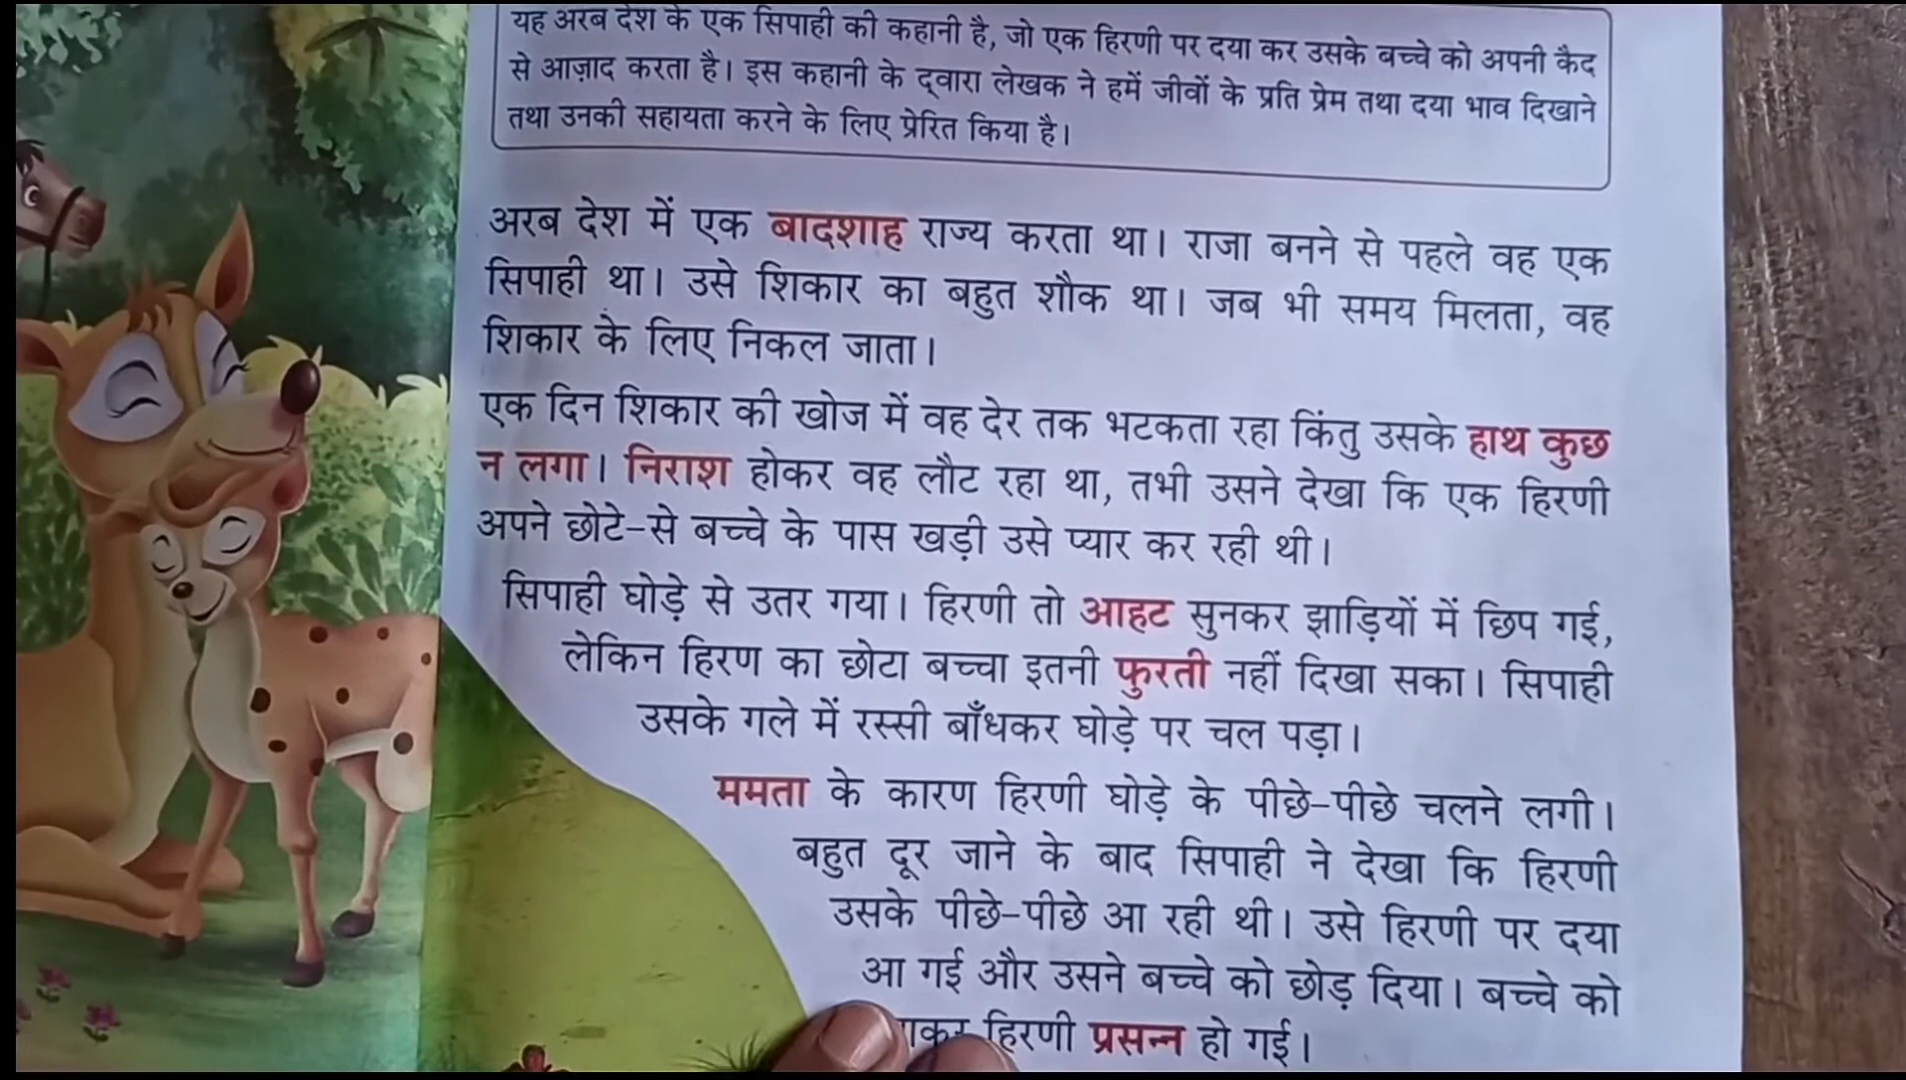 यह अरब देश के एक सिपाही की कहानी है, जो एक हिरणी पर दया कर उसके बच्चे को अपनी कैद
से आज़ाद करता है। इस कहानी के द्वारा लेखक ने हमें जीवों के प्रति प्रेम तथा दया भाव दिखाने
तथा उनकी सहायता करने के लिए प्रेरित किया है।
अरब देश में एक बादशाह राज्य करता था। राजा बनने से पहले वह एक
सिपाही था। उसे शिकार का बहुत शौक था। जब भी समय मिलता, वह
शिकार के लिए निकल जाता।
एक दिन शिकार की खोज में वह देर तक भटकता रहा किंतु उसके हाथ कुछ
न लगा। निराश होकर वह लौट रहा था, तभी उसने देखा कि एक हिरणी
अपने छोटे-से बच्चे के पास खड़ी उसे प्यार कर रही थी।
सिपाही घोड़े से उतर गया। हिरणी तो आहट सुनकर झाड़ियों में छिप गई,
लेकिन हिरण का छोटा बच्चा इतनी फुरती नहीं दिखा सका। सिपाही
उसके गले में रस्सी बाँधकर घोड़े पर चल पड़ा।
ममता के कारण हिरणी घोड़े के पीछे-पीछे चलने लगी।
बहुत दूर जाने के बाद सिपाही ने देखा कि हिरणी
उसके पीछे-पीछे आ रही थी। उसे हिरणी पर दया
आ गई और उसने बच्चे को छोड़ दिया। बच्चे को
हिरणी प्रसन्न हो गई।